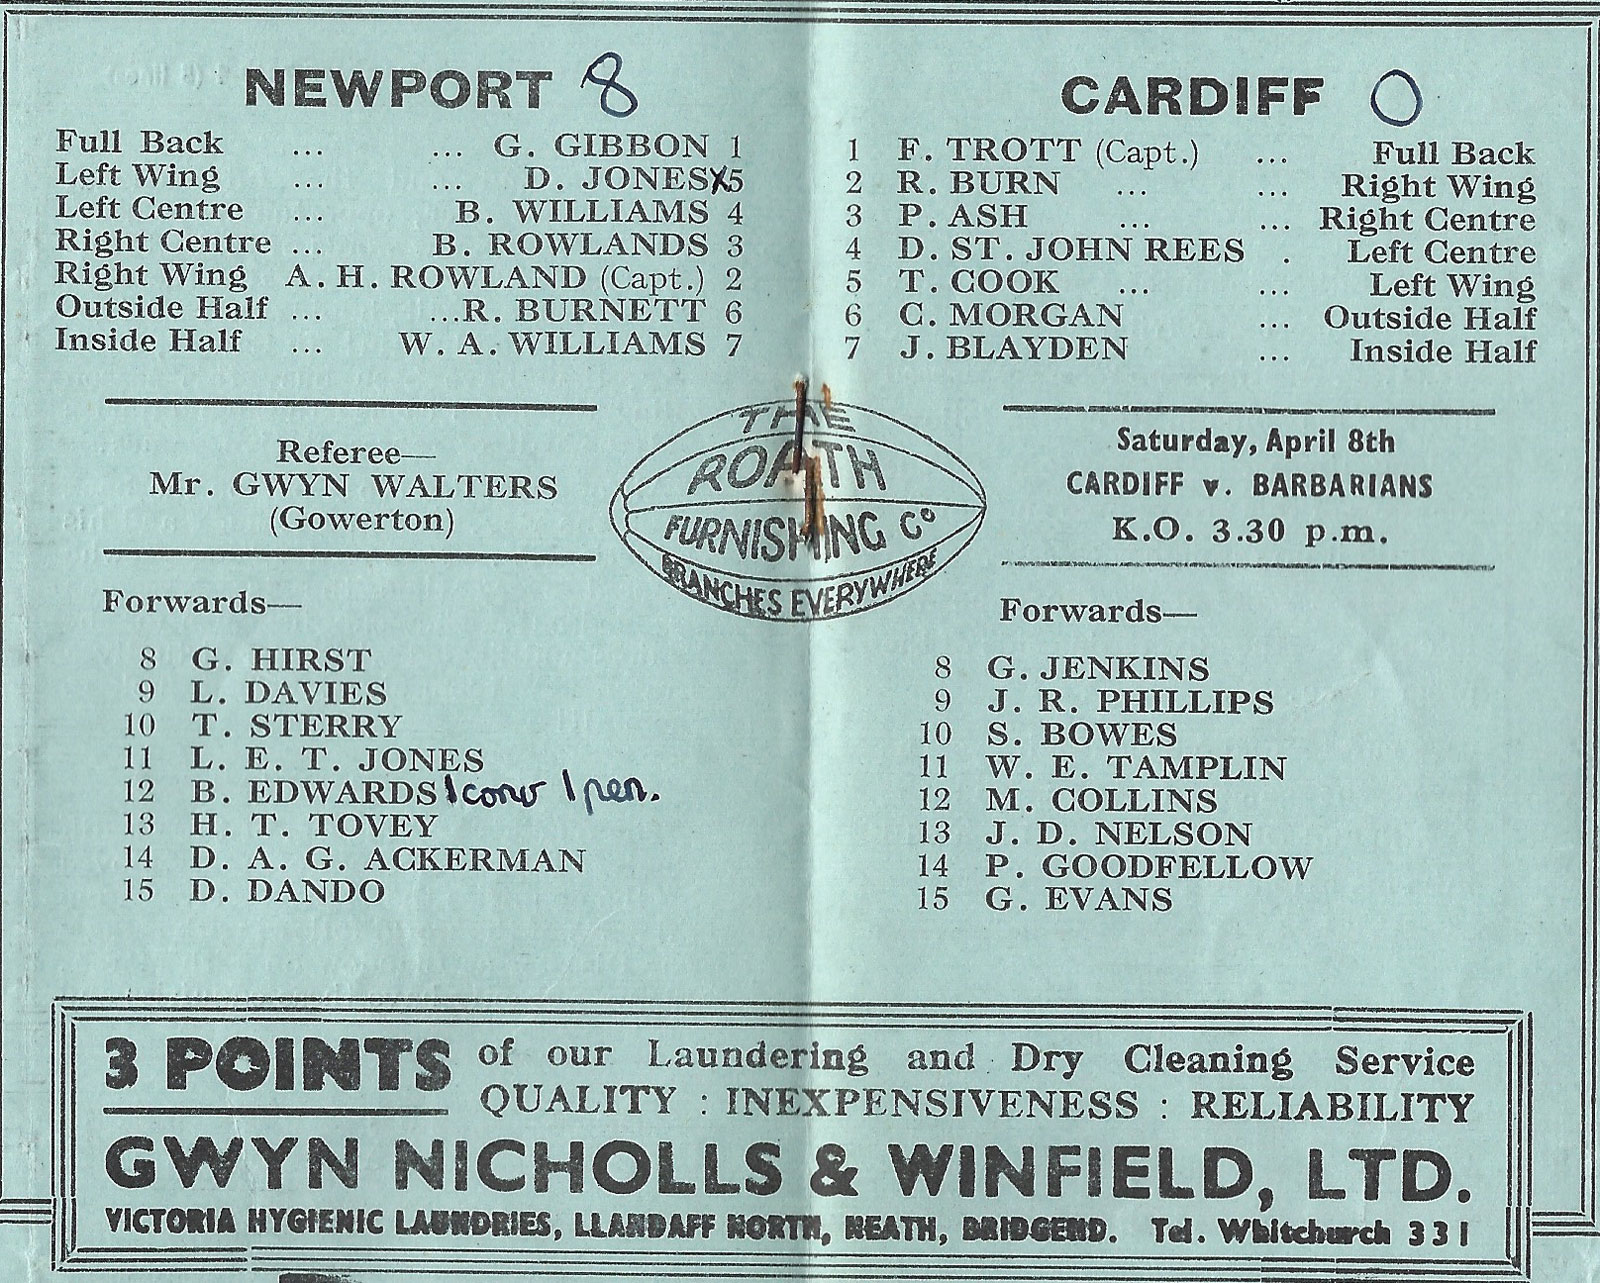 NEWPORT 8
Full Back ... ... G. GIBBON 1
Left Wing ... ... D. JONES X5
Left Centre ... B. WILLIAMS 4
Right Centre ... B. ROWLANDS 3
Right Wing A. H. ROWLAND (Capt.) 2
Outside Half ... ...R. BURNETT 6
Inside Half ... W. A. WILLIAMS 7
Referee—
Mr. GWYN WALTERS
(Gowerton)
Forwards—
8 G. HIRST
9 L. DAVIES
10 T. STERRY
11 L. E. T. JONES
12 B. EDWARDS 1 conv 1 pen.
13 H. T. TOVEY
14 D. A. G. ACKERMAN
15 D. DANDO
THE
ROATH
FURNISHING Co
BRANCHES EVERYWHERE
CARDIFF 0
1 F. TROTT (Capt.) ... Full Back
2 R. BURN ... ... Right Wing
3 P. ASH ... ... Right Centre
4 D. ST. JOHN REES . Left Centre
5 T. COOK ... ... Left Wing
6 C. MORGAN ... Outside Half
7 J. BLAYDEN ... Inside Half
Saturday, April 8th
CARDIFF v. BARBARIANS
K.O. 3.30 p.m.
Forwards—
8 G. JENKINS
9 J. R. PHILLIPS
10 S. BOWES
11 W. E. TAMPLIN
12 M. COLLINS
13 J. D. NELSON
14 P. GOODFELLOW
15 G. EVANS
3 POINTS of our Laundering and Dry Cleaning Service
QUALITY : INEXPENSIVENESS : RELIABILITY
GWYN NICHOLLS & WINFIELD, LTD.
VICTORIA HYGIENIC LAUNDRIES, LLANDAFF NORTH, NEATH, BRIDGEND. Tel. Whitchurch 331